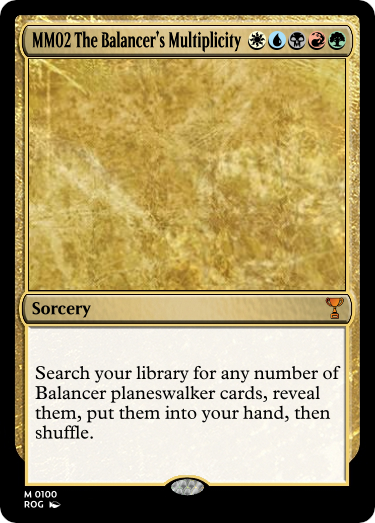 MM02 The Balancer's Multiplicity
Sorcery
Search your library for any number of
Balancer planeswalker cards, reveal
them, put them into your hand, then
shuffle.
M 0100
ROG